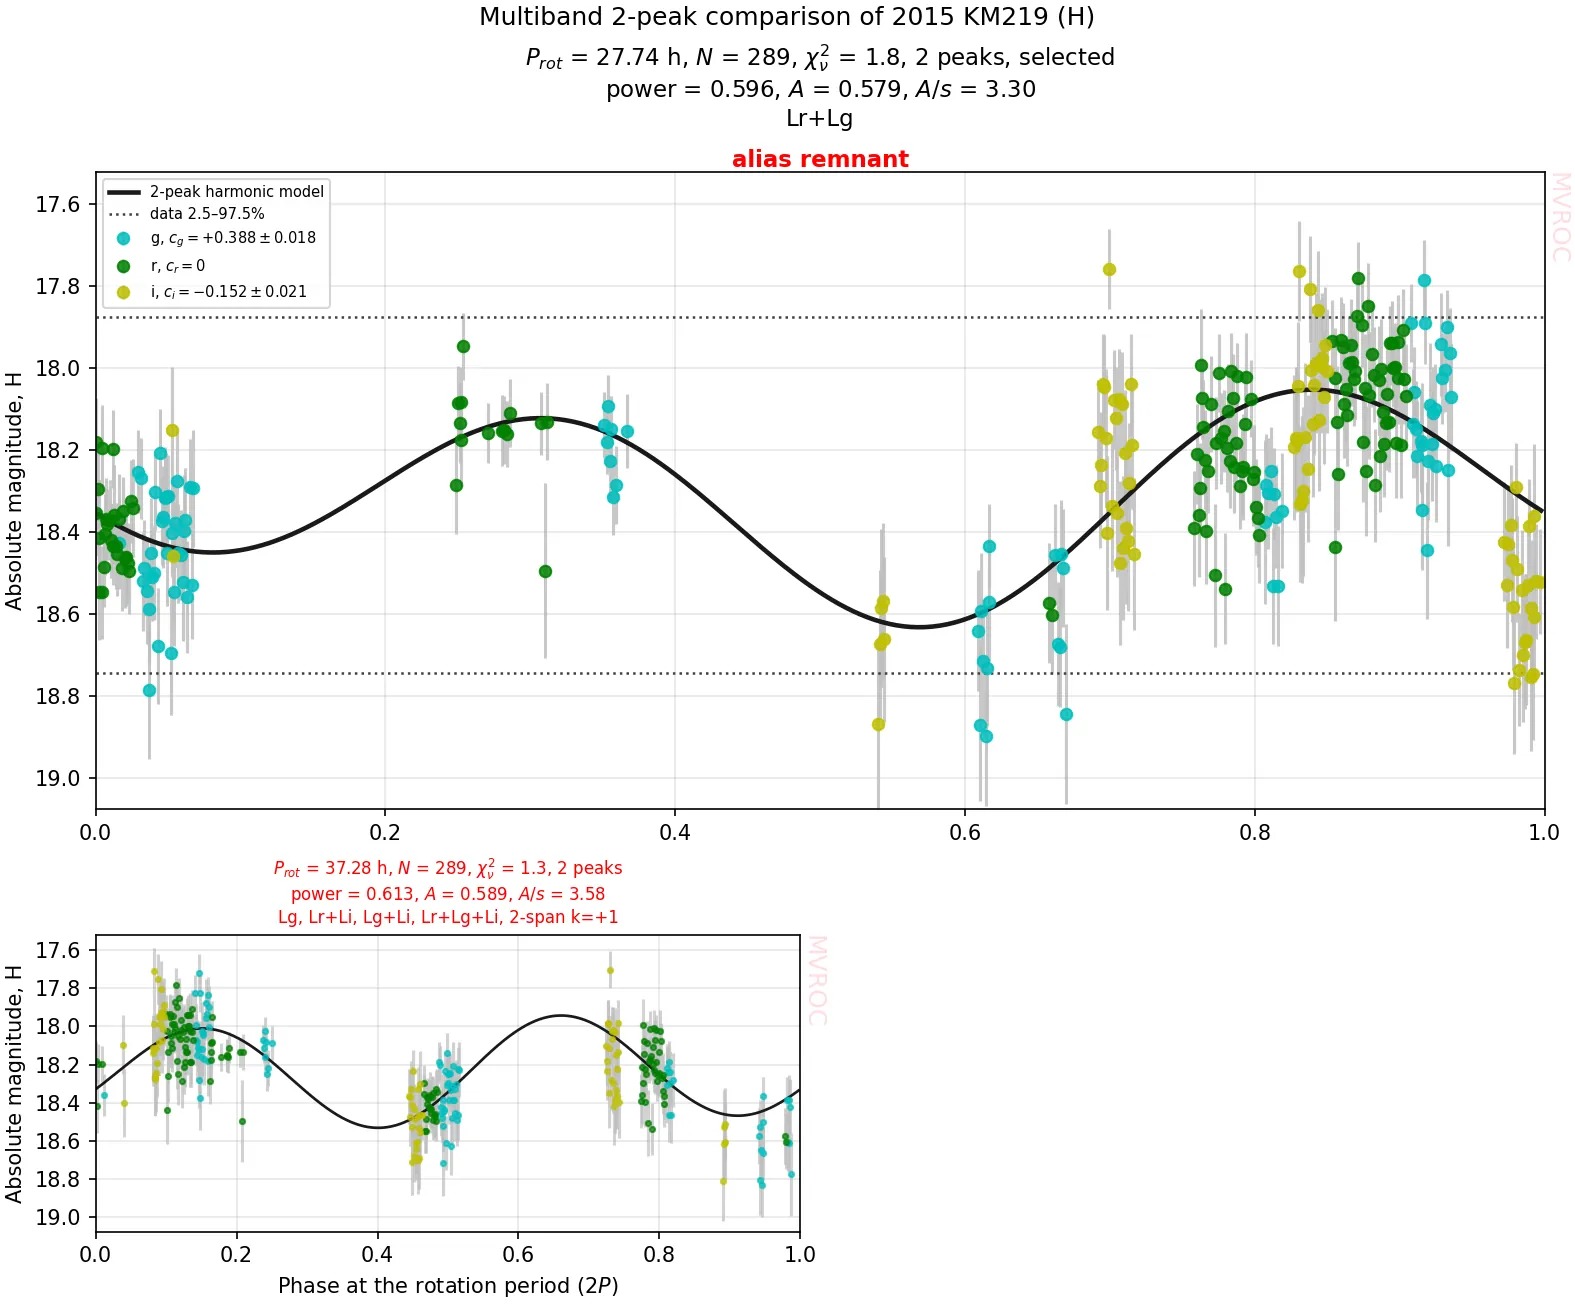 Multiband 2-peak comparison of 2015 KM219 (H)
P_rot = 27.74 h, N = 289, χ²_ν = 1.8, 2 peaks, selected
power = 0.596, A = 0.579, A/s = 3.30
Lr+Lg
alias remnant
2-peak harmonic model
data 2.5–97.5%
g, c_g = +0.388 ± 0.018
r, c_r = 0
i, c_i = −0.152 ± 0.021
MVROC
Absolute magnitude, H
17.6
17.8
18.0
18.2
18.4
18.6
18.8
19.0
0.0 0.2 0.4 0.6 0.8 1.0
P_rot = 37.28 h, N = 289, χ²_ν = 1.3, 2 peaks
power = 0.613, A = 0.589, A/s = 3.58
Lg, Lr+Li, Lg+Li, Lr+Lg+Li, 2-span k=+1
MVROC
Absolute magnitude, H
17.6
17.8
18.0
18.2
18.4
18.6
18.8
19.0
0.0 0.2 0.4 0.6 0.8 1.0
Phase at the rotation period (2P)